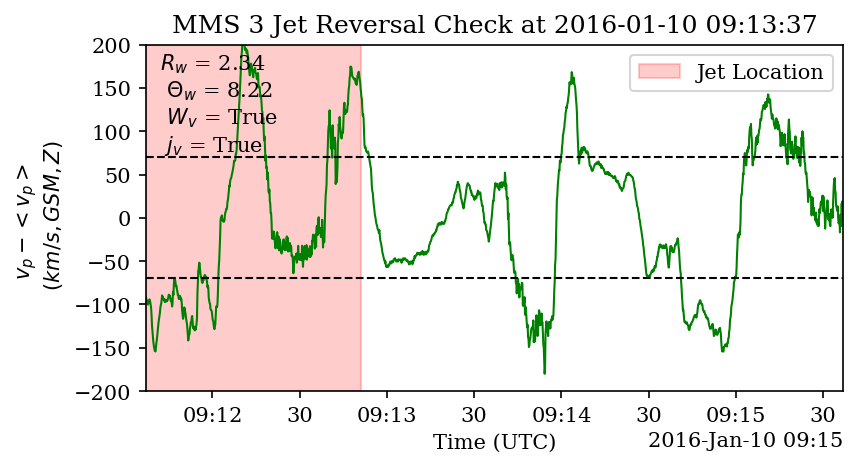 MMS 3 Jet Reversal Check at 2016-01-10 09:13:37
R_w = 2.34
Θ_w = 8.22
W_v = True
j_v = True
Jet Location
v_p − < v_p >
(km/s, GSM, Z)
200
150
100
50
0
−50
−100
−150
−200
09:12
30
09:13
30
09:14
30
09:15
30
Time (UTC)
2016-Jan-10 09:15